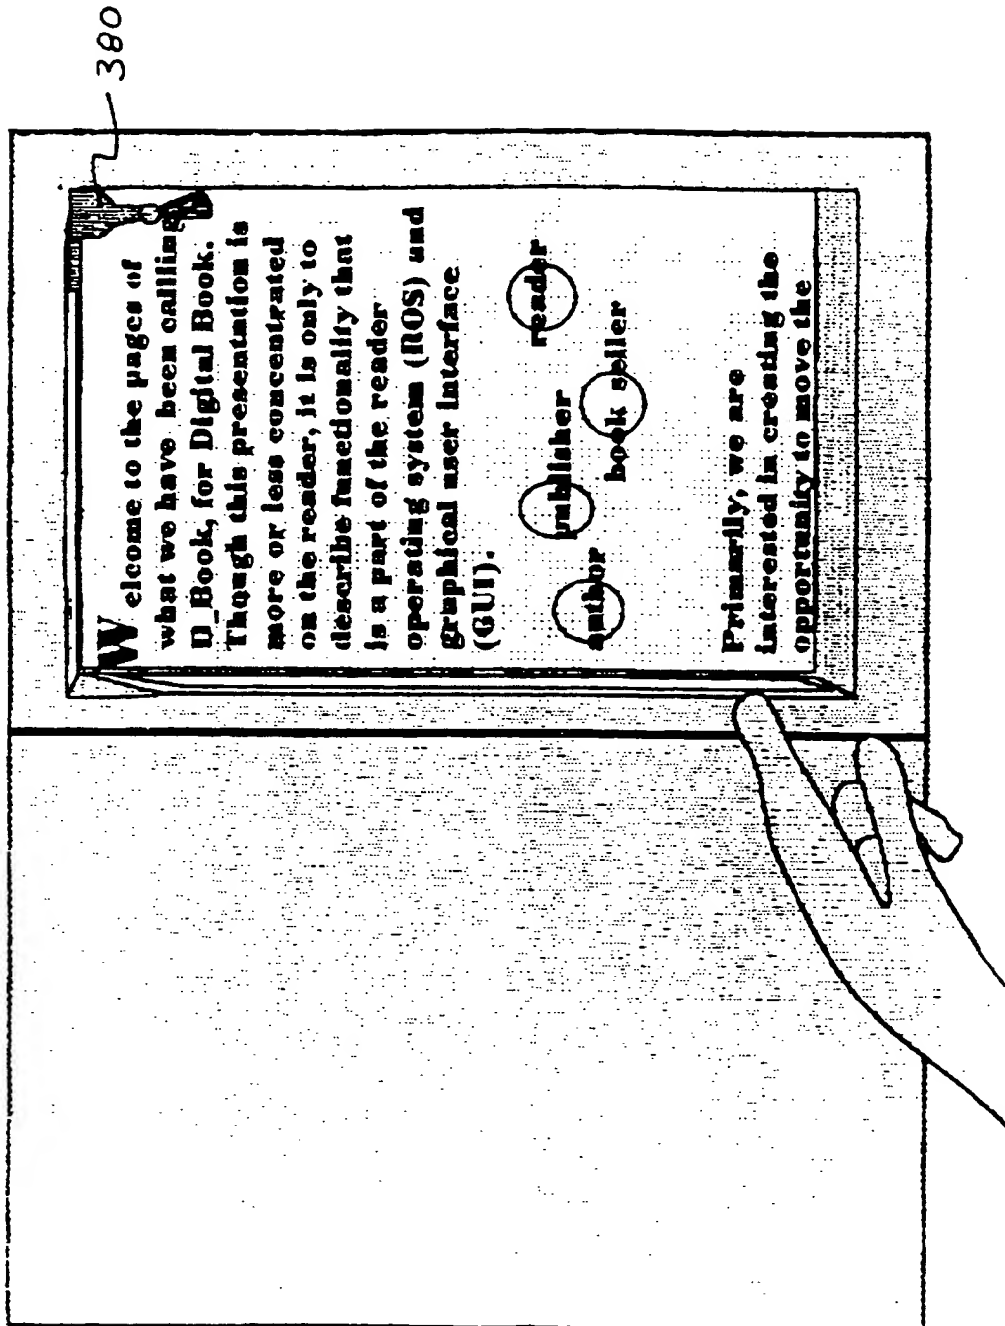 380
Welcome to the pages of
what we have been calling
D_Book, for Digital Book.
Though this presentation is
more or less concentrated
on the reader, it is only to
describe functionality that
is a part of the reader
operating system (ROS) and
graphical user interface
(GUI).
author
publisher
book seller
reader
Primarily, we are
interested in creating the
opportunity to move the